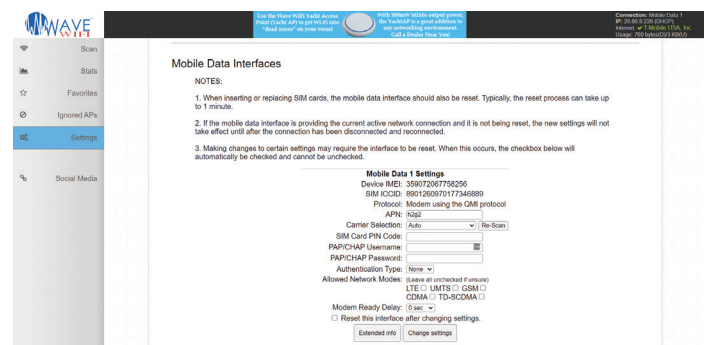 WAVE
WIFI
Use the Wave WiFi Yacht Access
Point (Yacht AP) to get Wi-Fi into
"dead zones" on your vessel
With 500mW MIMO output power,
the Yacht AP is a good addition to
any networking environment.
Call a Dealer Near You!
Connection: Mobile Data 1
IP: 26.66.8.226 (DHCP)
Internet: ✔ T-Mobile USA, Inc.
Usage: 790 bytes(D)/3 KB(U)
Scan
Stats
Favorites
Ignored APs
Settings
Social Media
Mobile Data Interfaces
NOTES:
1. When inserting or replacing SIM cards, the mobile data interface should also be reset. Typically, the reset process can take up
to 1 minute.
2. If the mobile data interface is providing the current active network connection and it is not being reset, the new settings will not
take effect until after the connection has been disconnected and
reconnected.
3. Making changes to certain settings may require the interface to
be reset. When this occurs, the checkbox below will
automatically be checked and cannot be unchecked.
Mobile Data 1 Settings
Device IMEI: 359072067758256
SIM ICCID: 8901260970177346889
Protocol: Modem using the QMI protocol
APN: h2g2
Carrier Selection: Auto Re-Scan
SIM Card PIN Code:
PAP/CHAP Username:
PAP/CHAP Password:
Authentication Type: None
Allowed Network Modes: (Leave all unchecked if unsure)
LTE UMTS GSM
CDMA TD-SCDMA
Modem Ready Delay: 0 sec
Reset this interface after changing settings.
Extended info Change settings